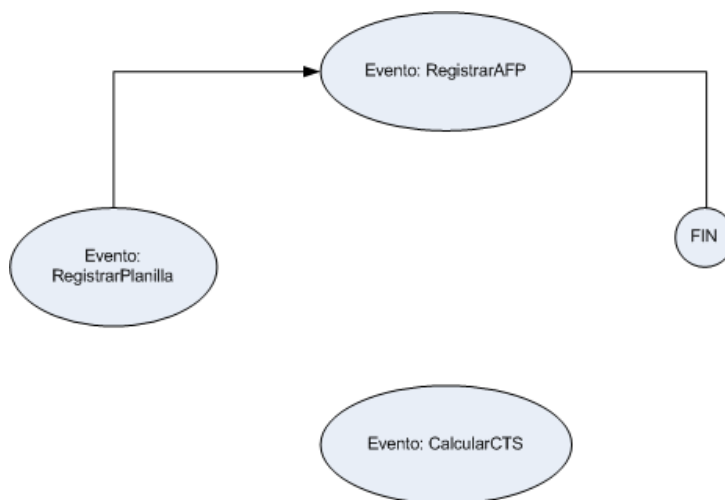 Evento: RegistrarAFP
FIN
Evento:
RegistrarPlanilla
Evento: CalcularCTS